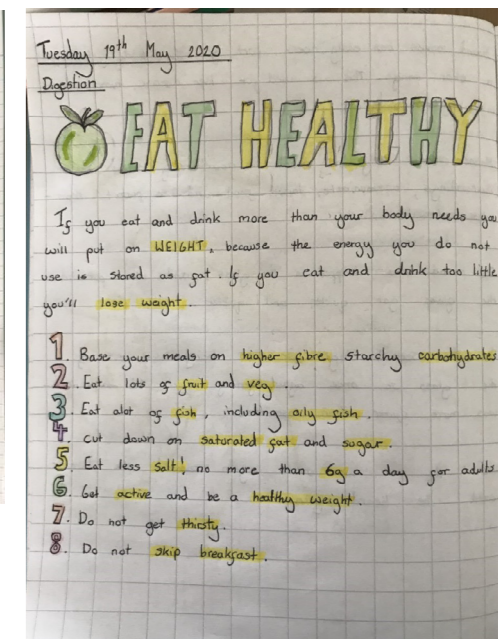 Tuesday 19th May 2020
Digestion
EAT HEALTHY
If you eat and drink more than your body needs you
will put on WEIGHT, because the energy you do not
use is stored as fat. If you eat and drink too little
you'll lose weight.
1. Base your meals on higher fibre starchy carbohydrates
2. Eat lots of fruit and veg.
3. Eat alot of fish, including oily fish.
4. Cut down on saturated fat and sugar.
5. Eat less salt! no more than 6g a day for adults
6. Get active and be a healthy weight.
7. Do not get thirsty.
8. Do not skip breakfast.